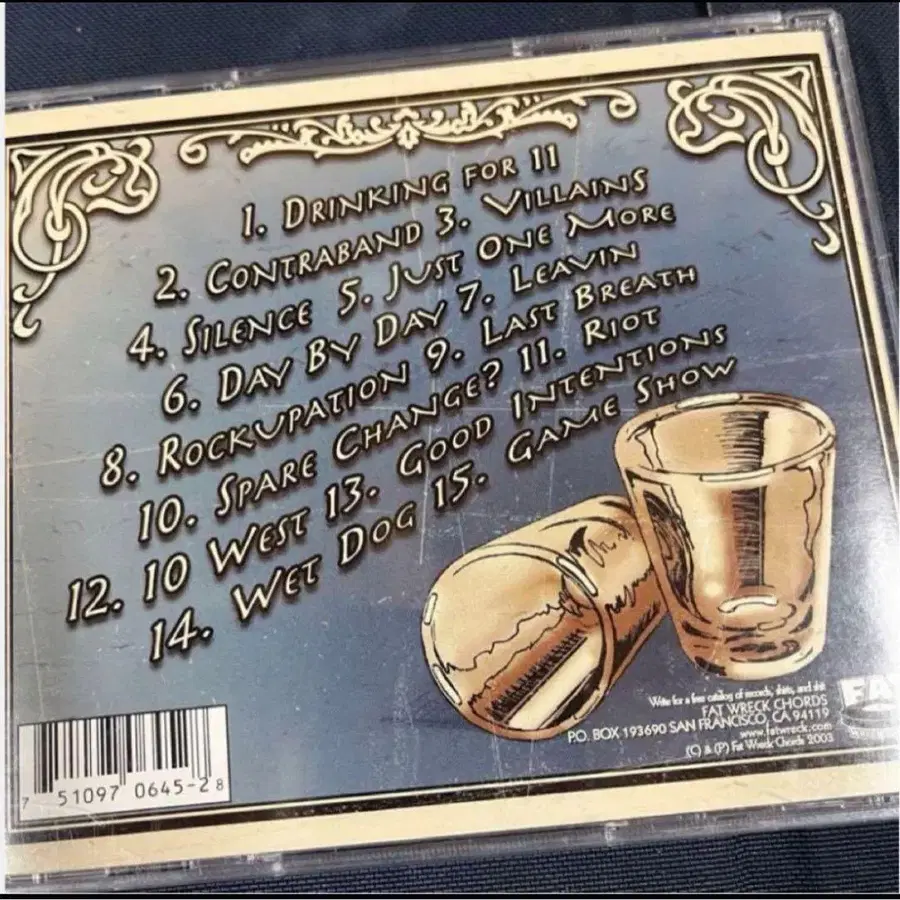 1. DRINKING FOR 11
2. CONTRABAND 3. VILLAINS
4. SILENCE 5. JUST ONE MORE
6. DAY BY DAY 7. LEAVIN
8. ROCKUPATION 9. LAST BREATH
10. SPARE CHANGE? 11. RIOT
12. 10 WEST 13. GOOD INTENTIONS
14. WET DOG 15. GAME SHOW
Write for a free catalog of records, shirts, and shit
FAT WRECK CHORDS
P.O. BOX 193690 SAN FRANCISCO, CA 94119
www.fatwreck.com
(C) & (P) Fat Wreck Chords 2003
FA
7 51097 0645-2 8